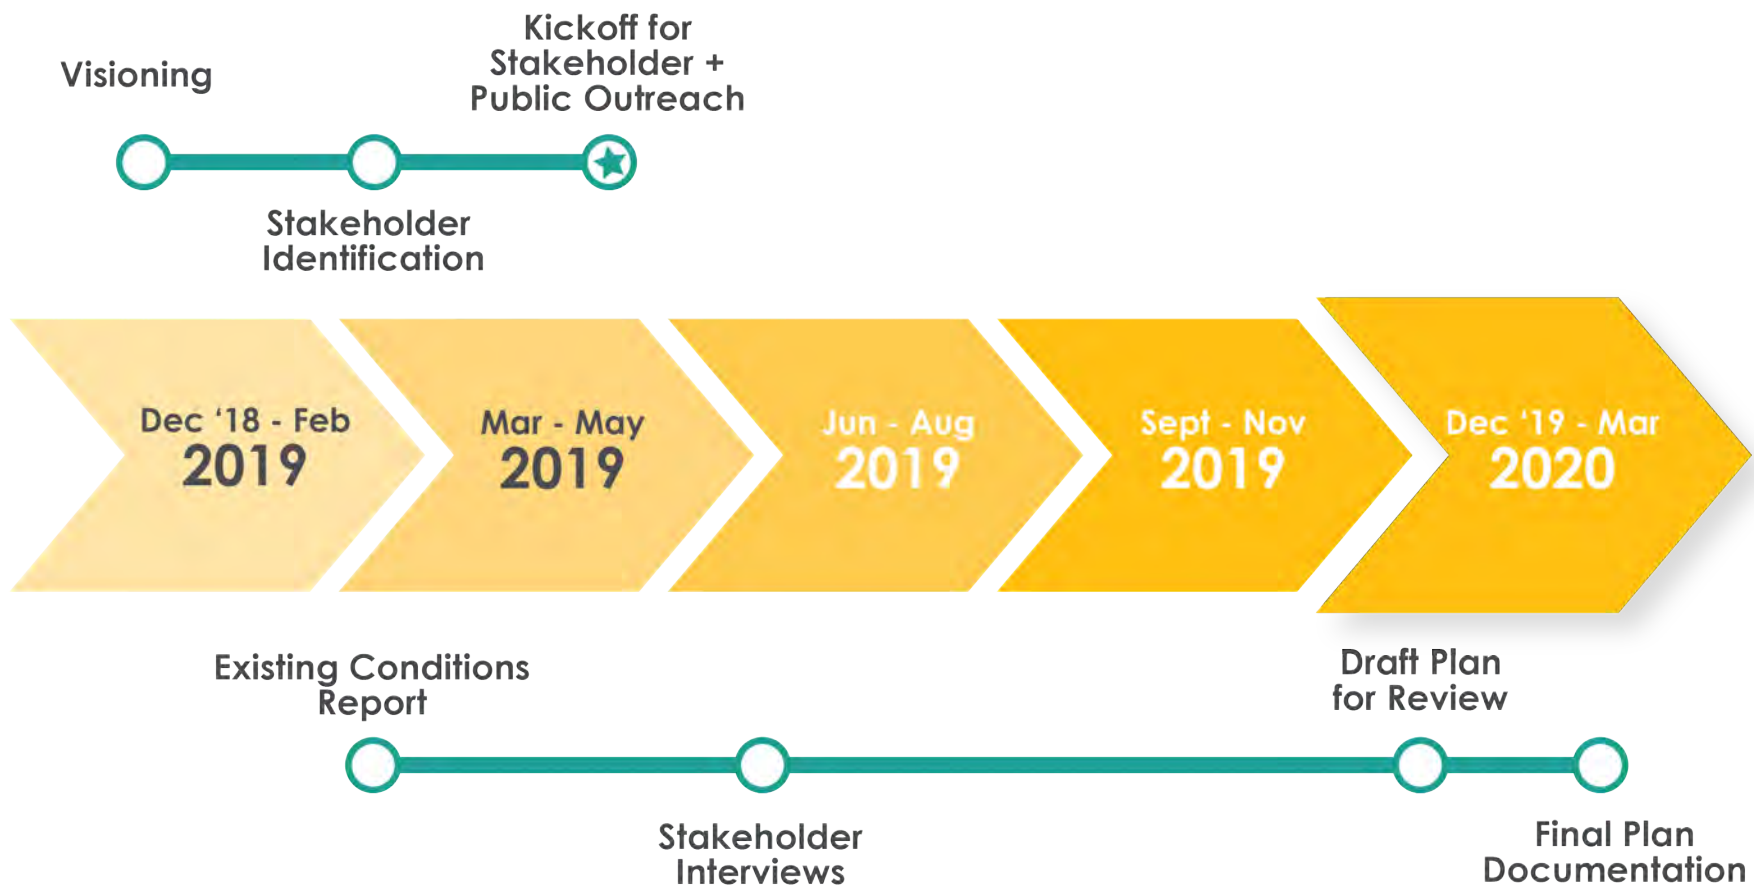 Visioning
Kickoff for
Stakeholder +
Public Outreach
Stakeholder
Identification
Dec ‘18 - Feb
2019
Mar - May
2019
Jun - Aug
2019
Sept - Nov
2019
Dec ‘19 - Mar
2020
Existing Conditions
Report
Stakeholder
Interviews
Draft Plan
for Review
Final Plan
Documentation